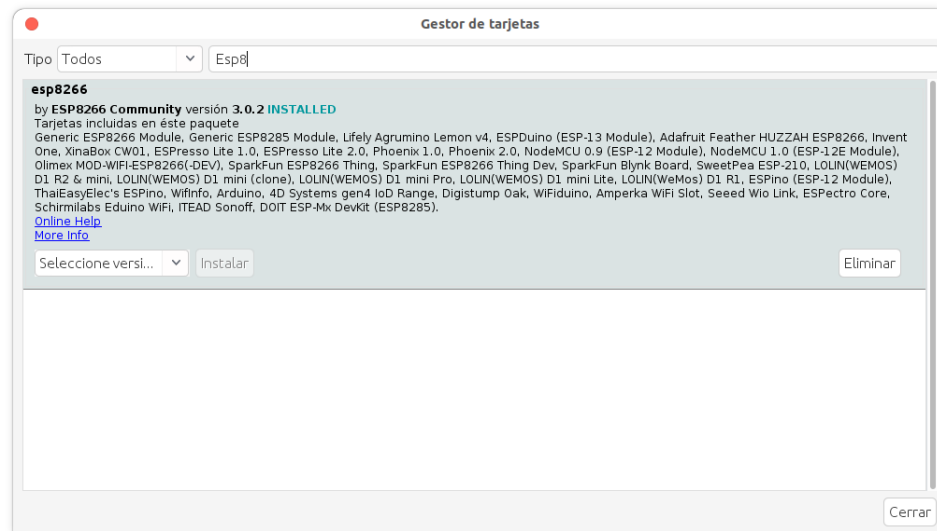 Gestor de tarjetas
Tipo Todos Esp8
esp8266
by ESP8266 Community versión 3.0.2 INSTALLED
Tarjetas incluidas en éste paquete
Generic ESP8266 Module, Generic ESP8285 Module, Lifely Agrumino Lemon v4, ESPDuino (ESP-13 Module), Adafruit Feather HUZZAH ESP8266, Invent
One, XinaBox CW01, ESPresso Lite 1.0, ESPresso Lite 2.0, Phoenix 1.0, Phoenix 2.0, NodeMCU 0.9 (ESP-12 Module), NodeMCU 1.0 (ESP-12E Module),
Olimex MOD-WIFI-ESP8266(-DEV), SparkFun ESP8266 Thing, SparkFun ESP8266 Thing Dev, SparkFun Blynk Board, SweetPea ESP-210, LOLIN(WEMOS)
D1 R2 & mini, LOLIN(WEMOS) D1 mini (clone), LOLIN(WEMOS) D1 mini Pro, LOLIN(WEMOS) D1 mini Lite, LOLIN(WeMos) D1 R1, ESPino (ESP-12 Module),
ThaiEasyElec's ESPino, WifInfo, Arduino, 4D Systems gen4 IoD Range, Digistump Oak, WiFiduino, Amperka WiFi Slot, Seeed Wio Link, ESPectro Core,
Schirmilabs Eduino WiFi, ITEAD Sonoff, DOIT ESP-Mx DevKit (ESP8285).
Online Help
More Info
Seleccione versi... Instalar Eliminar
Cerrar